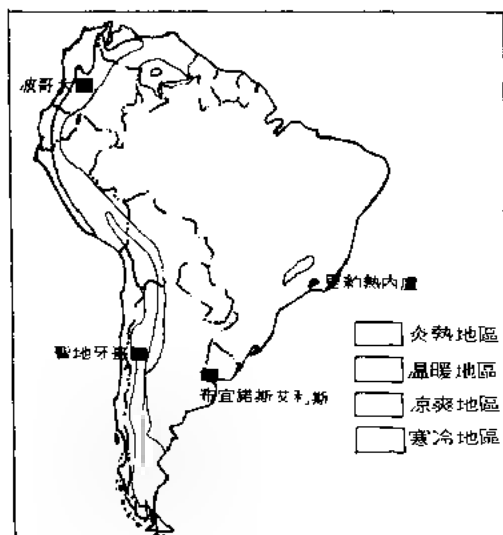 波哥大
里約熱內盧
聖地牙哥
布宜諾斯艾利斯
炎熱地區
溫暖地區
涼爽地區
寒冷地區